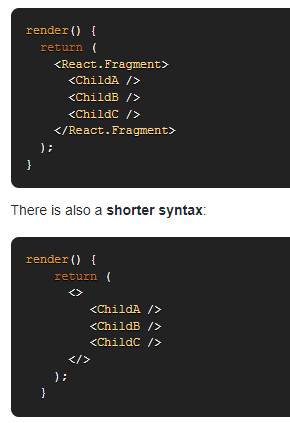 render() {
  return (
    <React.Fragment>
      <ChildA />
      <ChildB />
      <ChildC />
    </React.Fragment>
  );
}
There is also a shorter syntax:
render() {
    return (
      <>
         <ChildA />
         <ChildB />
         <ChildC />
      </>
    );
  }